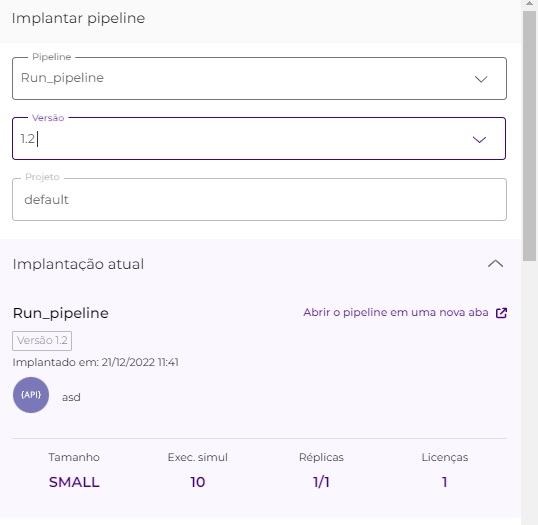 Implantar pipeline
Pipeline
Run_pipeline
Versão
1.2
Projeto
default
Implantação atual
Run_pipeline
Abrir o pipeline em uma nova aba
Versão 1.2
Implantado em: 21/12/2022 11:41
{API}
asd
Tamanho Exec. simul Réplicas Licenças
SMALL 10 1/1 1